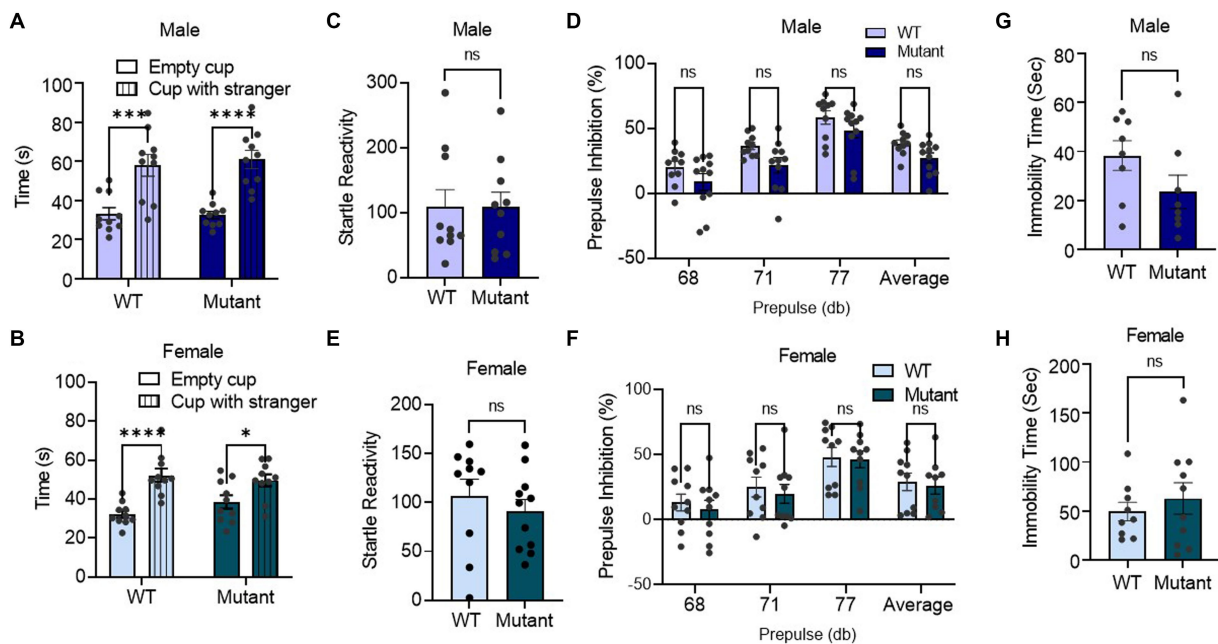 A
Male
Empty cup
Cup with stranger
Time (s)
100
80
60
40
20
0
***
****
WT
Mutant
C
Male
ns
Startle Readivity
300
200
100
0
WT
Mutant
D
Male
WT
Mutant
Prepulse Inhibition (%)
100
50
0
-50
ns
ns
ns
ns
68
71
77
Average
Prepulse (db)
G
Male
ns
Immobility Time (Sec)
80
60
40
20
0
WT
Mutant
B
Female
Empty cup
Cup with stranger
Time (s)
100
80
60
40
20
0
****
*
WT
Mutant
E
Female
ns
Startle Readivity
200
150
100
50
0
WT
Mutant
F
Female
WT
Mutant
Prepulse Inhibition (%)
100
50
0
-50
ns
ns
ns
ns
68
71
77
Average
Prepulse (db)
H
Female
ns
Immobility Time (Sec)
200
150
100
50
0
WT
Mutant